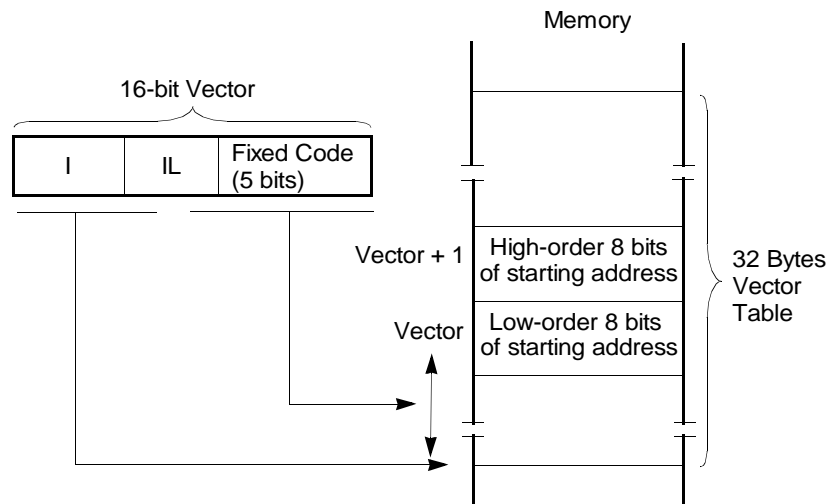 Memory
16-bit Vector
I
IL
Fixed Code
(5 bits)
Vector + 1
High-order 8 bits
of starting address
Vector
Low-order 8 bits
of starting address
32 Bytes
Vector
Table